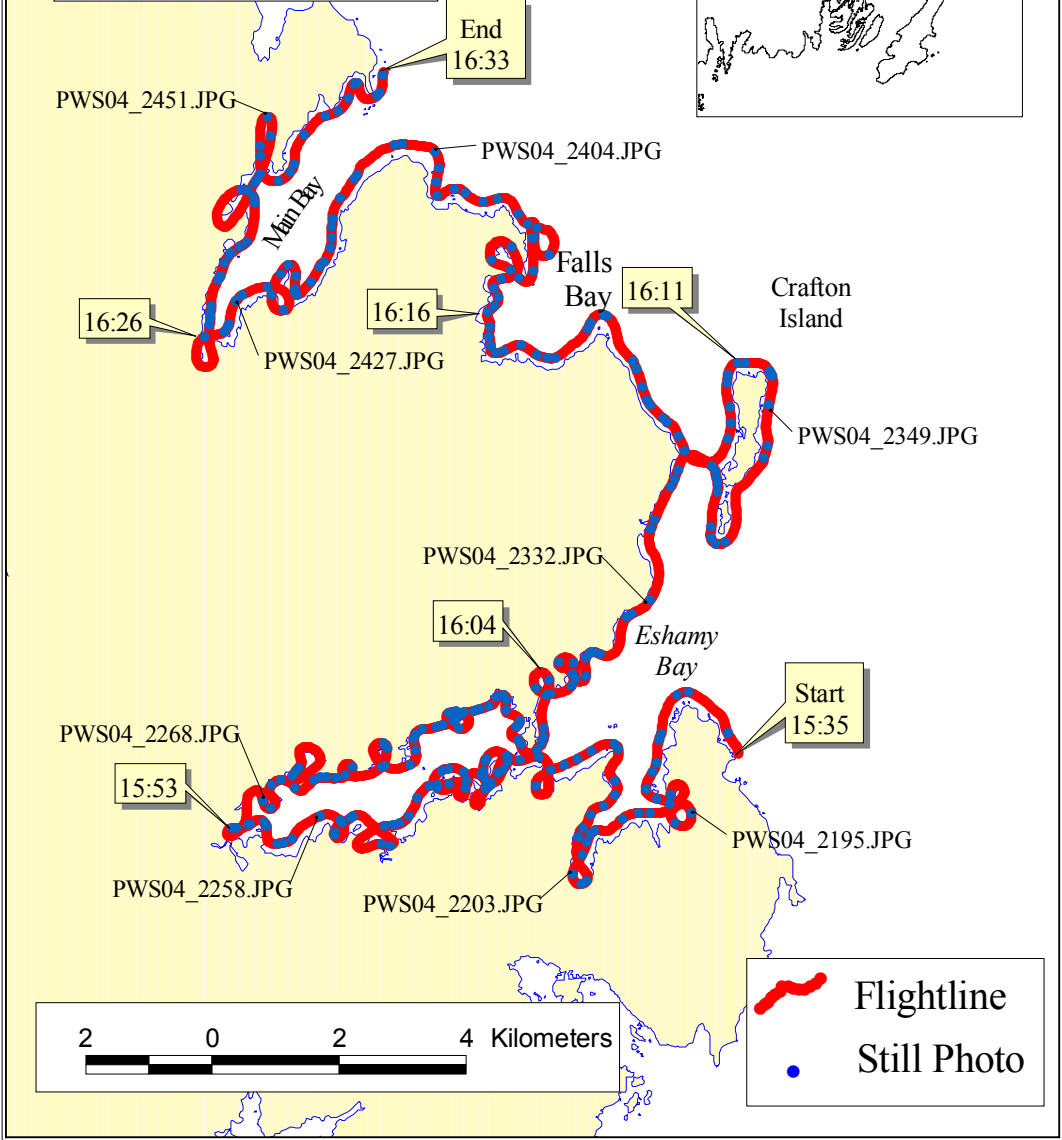 End
16:33
PWS04_2451.JPG
PWS04_2404.JPG
Main Bay
Falls
Bay
16:11
Crafton
Island
16:26
16:16
PWS04_2427.JPG
PWS04_2349.JPG
PWS04_2332.JPG
16:04
Eshamy
Bay
Start
15:35
PWS04_2268.JPG
15:53
PWS04_2195.JPG
PWS04_2258.JPG
PWS04_2203.JPG
Flightline
Still Photo
2 0 2 4 Kilometers